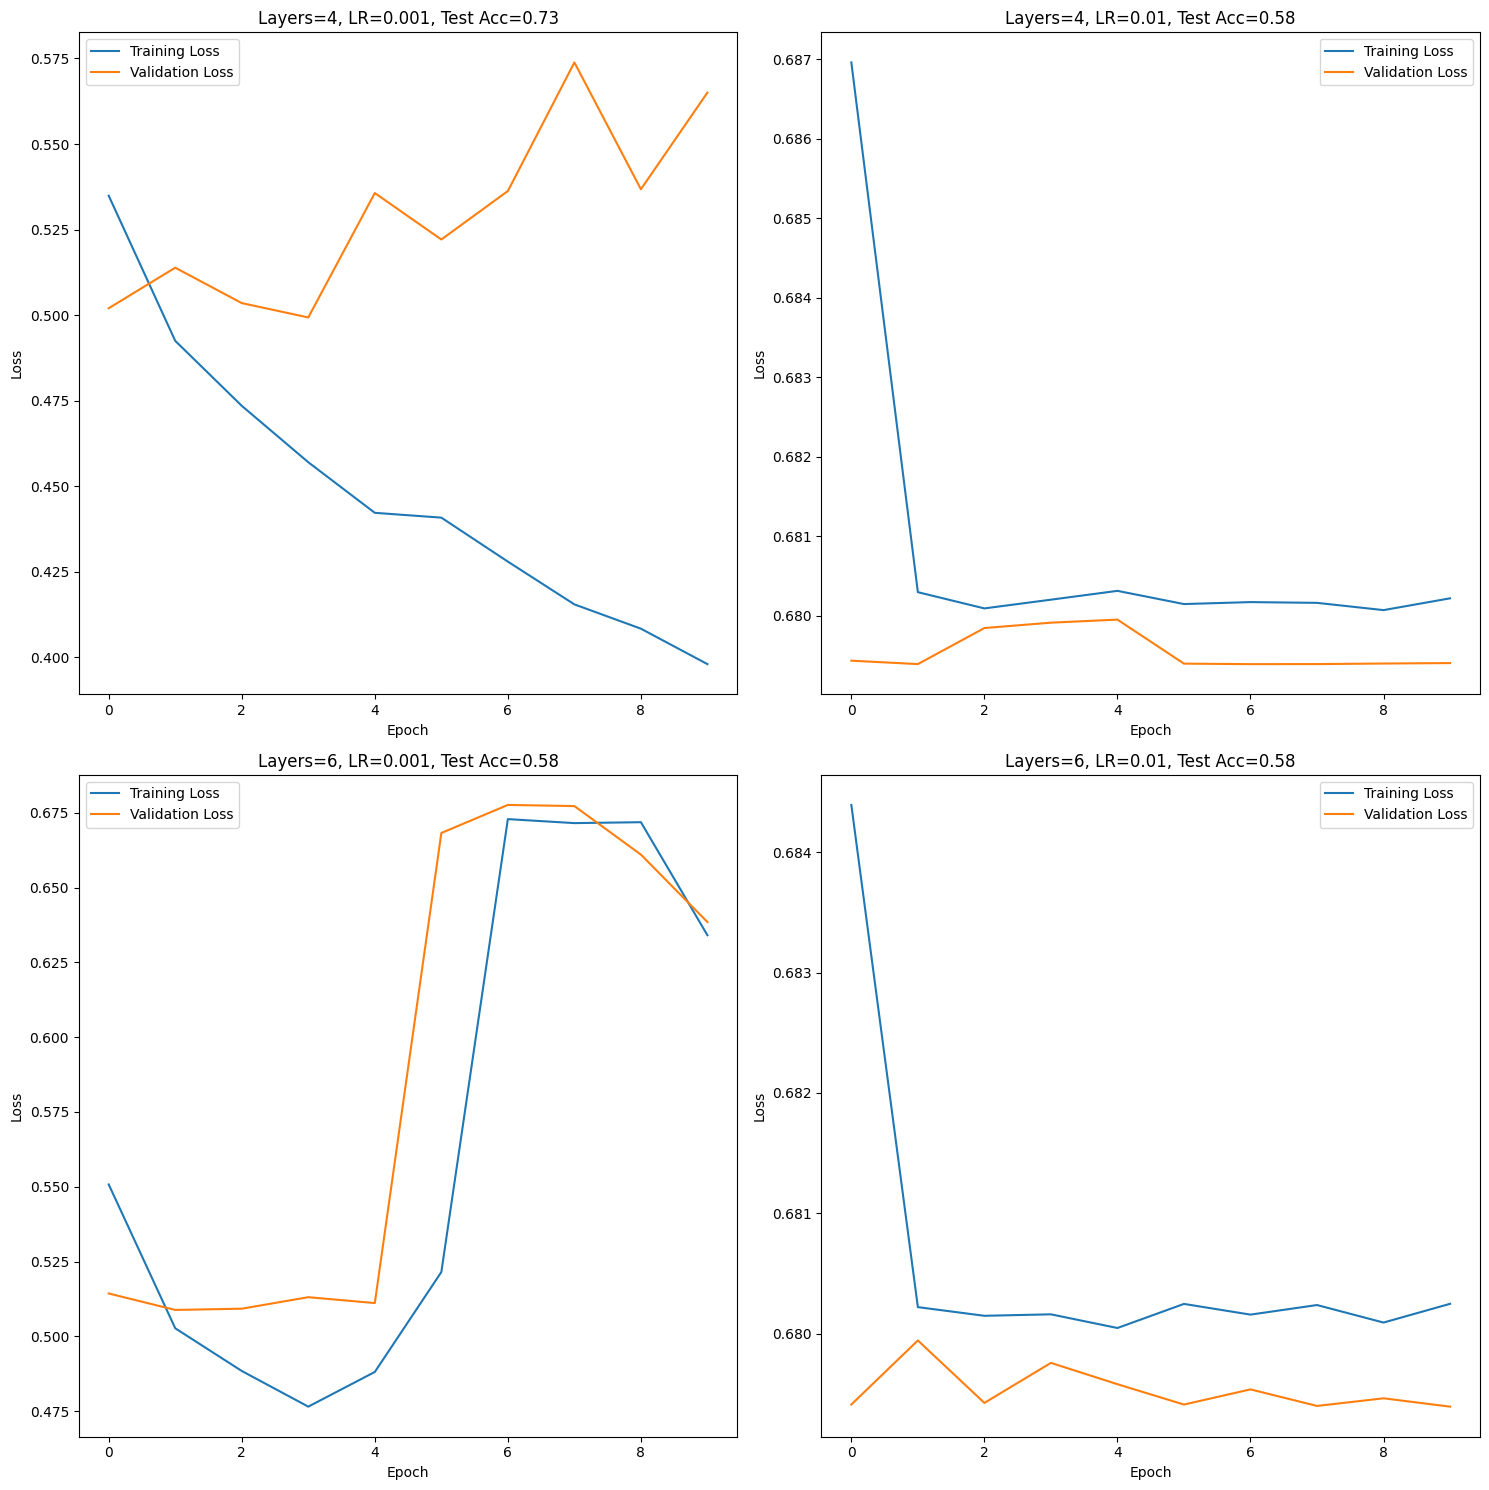 Layers=4, LR=0.001, Test Acc=0.73
Training Loss
Validation Loss
0.575
0.550
0.525
0.500
0.475
0.450
0.425
0.400
Loss
0 2 4 6 8
Epoch
Layers=4, LR=0.01, Test Acc=0.58
Training Loss
Validation Loss
0.687
0.686
0.685
0.684
0.683
0.682
0.681
0.680
Loss
0 2 4 6 8
Epoch
Layers=6, LR=0.001, Test Acc=0.58
Training Loss
Validation Loss
0.675
0.650
0.625
0.600
0.575
0.550
0.525
0.500
0.475
Loss
0 2 4 6 8
Epoch
Layers=6, LR=0.01, Test Acc=0.58
Training Loss
Validation Loss
0.684
0.683
0.682
0.681
0.680
Loss
0 2 4 6 8
Epoch